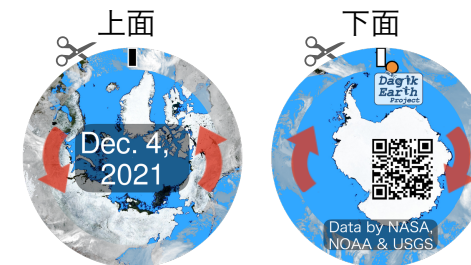 上面
下面
Dec. 4,
2021
Dagik
Earth
Project
Data by NASA,
NOAA & USGS